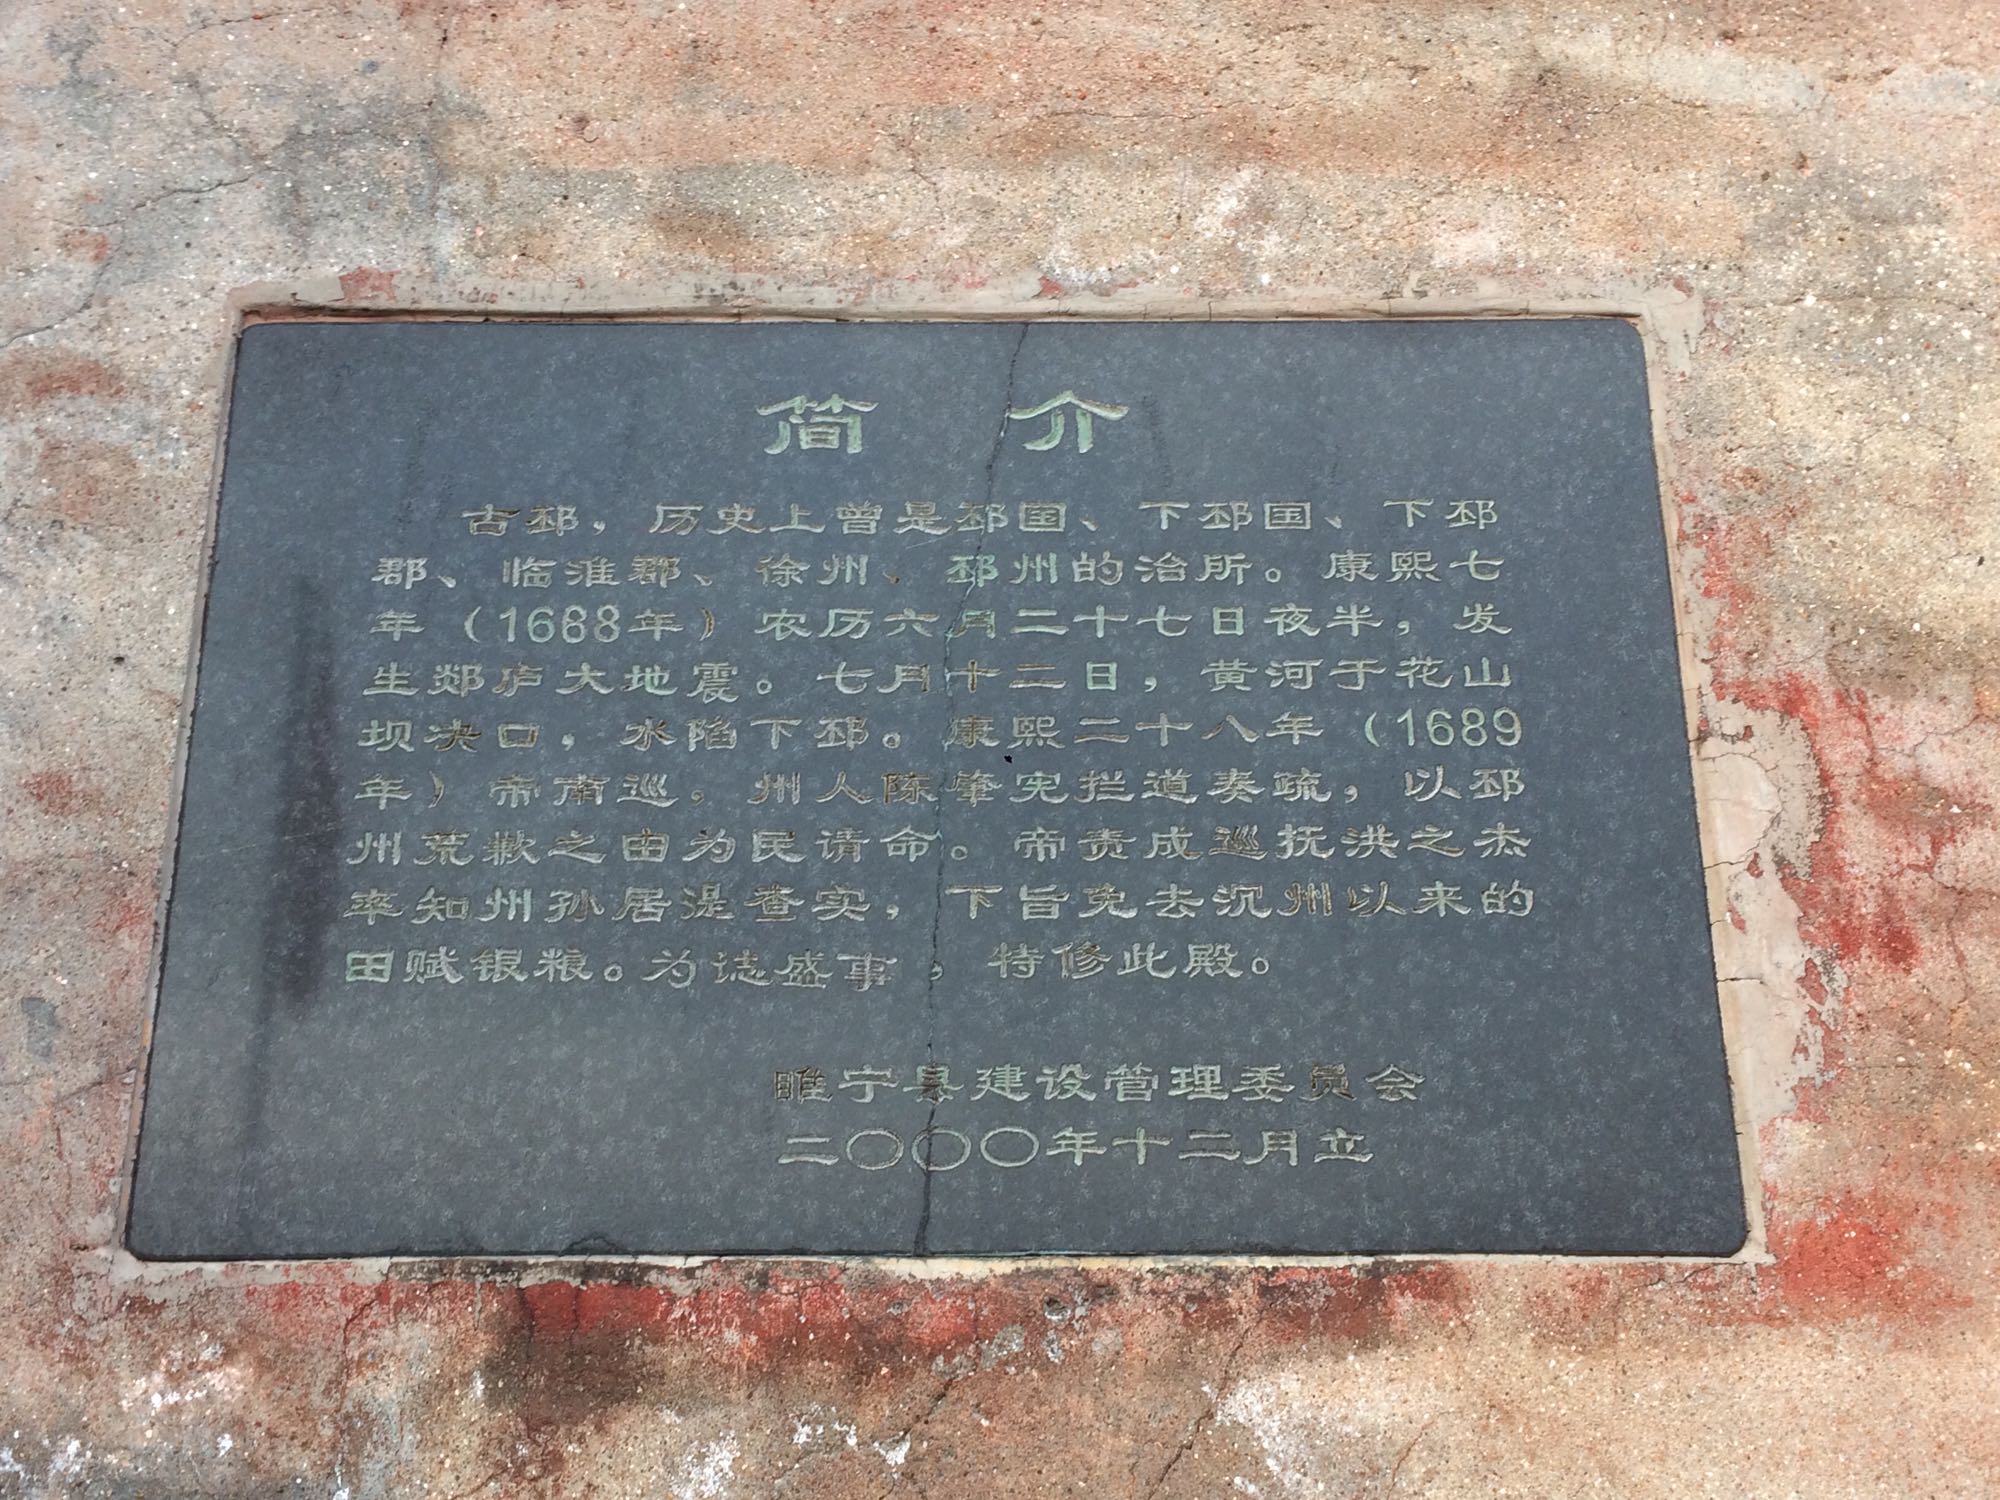 简 介
古邳，历史上曾是邳国、下邳国、下邳
郡、临淮郡、徐州、邳州的治所。康熙七
年（1688年）农历六月二十七日夜半，发
生郯庐大地震。七月十二日，黄河于花山
坝决口，水陷下邳。康熙二十八年（1689
年）帝南巡，州人陈肇宪拦道奏疏，以邳
州荒歉之由为民请命。帝责成巡抚洪之杰
率知州孙居湜查实，下旨免去沉州以来的
田赋银粮。为誌盛事，特修此殿。
睢宁县建设管理委员会
二〇〇〇年十二月立